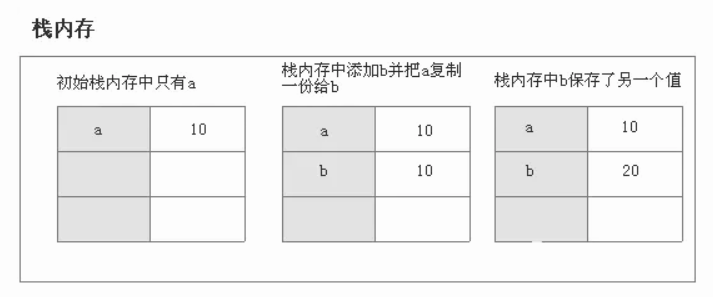 栈内存
初始栈内存中只有a
栈内存中添加b并把a复制
一份给b
栈内存中b保存了另一个值
a 10
a 10
b 10
a 10
b 20